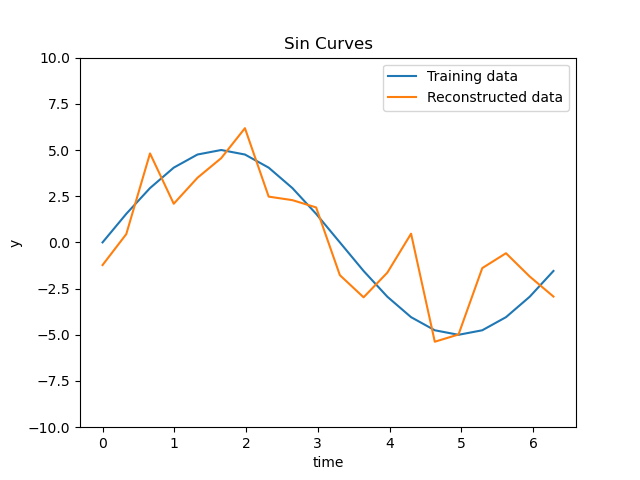 Sin Curves
Training data
Reconstructed data
10.0
7.5
5.0
2.5
0.0
−2.5
−5.0
−7.5
−10.0
y
0 1 2 3 4 5 6
time